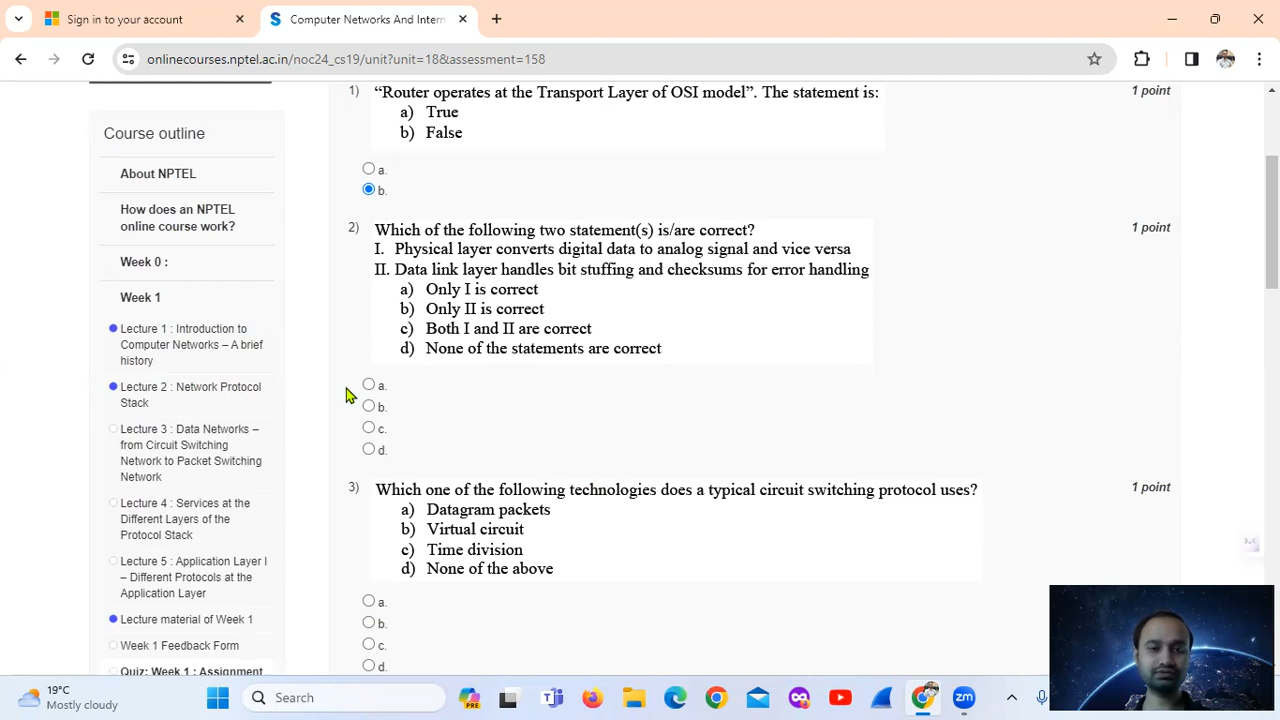 Sign in to your account
Computer Networks And Intern
onlinecourses.nptel.ac.in/noc24_cs19/unit?unit=18&assessment=158
Course outline
About NPTEL
How does an NPTEL
online course work?
Week 0 :
Week 1
Lecture 1 : Introduction to
Computer Networks – A brief
history
Lecture 2 : Network Protocol
Stack
Lecture 3 : Data Networks –
from Circuit Switching
Network to Packet Switching
Network
Lecture 4 : Services at the
Different Layers of the
Protocol Stack
Lecture 5 : Application Layer I
– Different Protocols at the
Application Layer
Lecture material of Week 1
Week 1 Feedback Form
Quiz: Week 1 : Assignment
1) “Router operates at the Transport Layer of OSI model”. The statement is: 1 point
a) True
b) False
a.
b.
2) Which of the following two statement(s) is/are correct? 1 point
I. Physical layer converts digital data to analog signal and vice versa
II. Data link layer handles bit stuffing and checksums for error handling
a) Only I is correct
b) Only II is correct
c) Both I and II are correct
d) None of the statements are correct
a.
b.
c.
d.
3) Which one of the following technologies does a typical circuit switching protocol uses? 1 point
a) Datagram packets
b) Virtual circuit
c) Time division
d) None of the above
a.
b.
c.
d.
19°C
Mostly cloudy
Search
zm